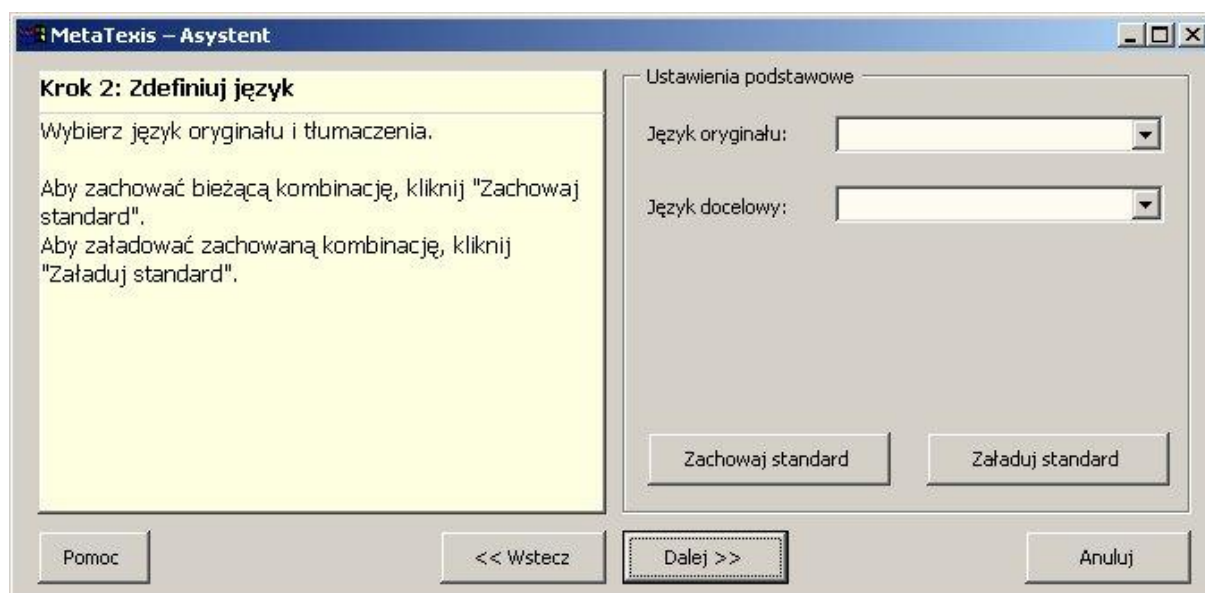 MetaTexis – Asystent
Krok 2: Zdefiniuj język
Wybierz język oryginału i tłumaczenia.
Aby zachować bieżącą kombinację, kliknij "Zachowaj
standard".
Aby załadować zachowaną kombinację, kliknij
"Załaduj standard".
Ustawienia podstawowe
Język oryginału:
Język docelowy:
Zachowaj standard
Załaduj standard
Pomoc
<< Wstecz
Dalej >>
Anuluj